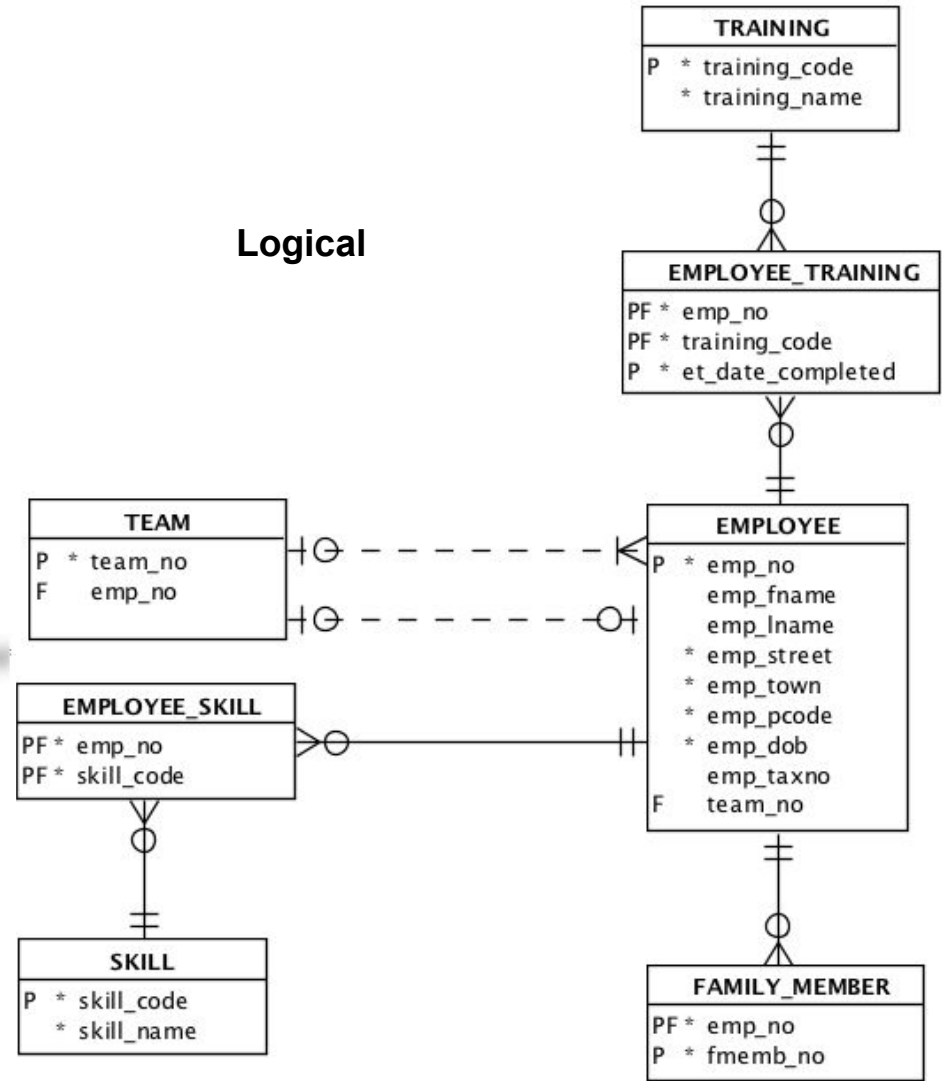 TRAINING
P * training_code
* training_name
Logical
EMPLOYEE_TRAINING
PF * emp_no
PF * training_code
P * et_date_completed
TEAM
P * team_no
F emp_no
EMPLOYEE
P * emp_no
emp_fname
emp_lname
* emp_street
* emp_town
* emp_pcode
* emp_dob
emp_taxno
F team_no
EMPLOYEE_SKILL
PF * emp_no
PF * skill_code
SKILL
P * skill_code
* skill_name
FAMILY_MEMBER
PF * emp_no
P * fmemb_no